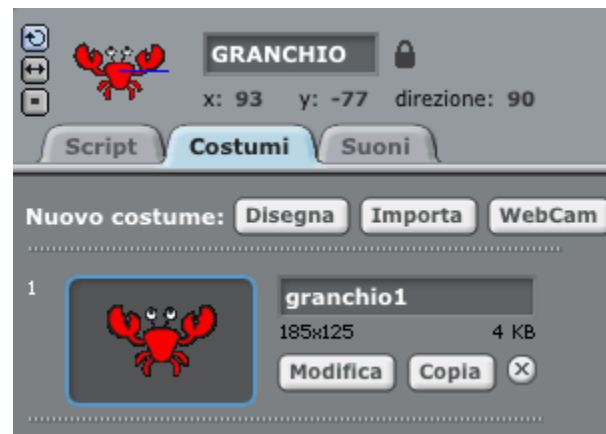 GRANCHIO
x: 93 y: -77 direzione: 90
Script Costumi Suoni
Nuovo costume: Disegna Importa WebCam
1
granchio1
185x125 4 KB
Modifica Copia